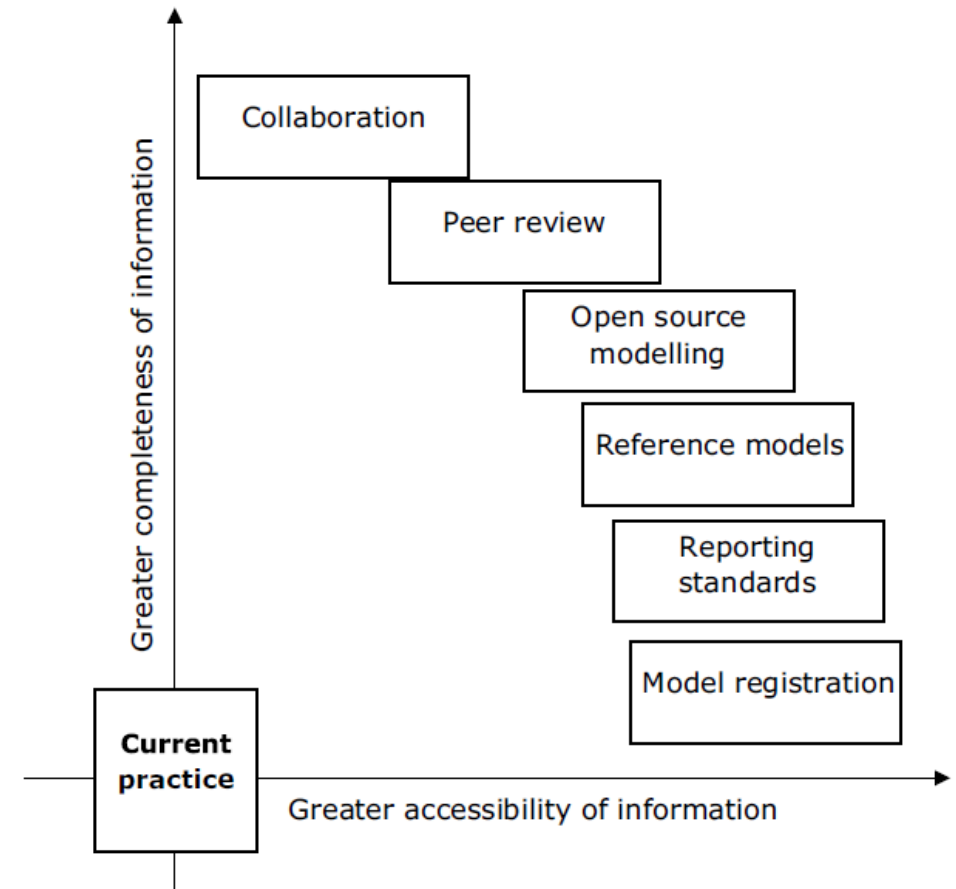 Collaboration
Peer review
Open source
modelling
Reference models
Reporting
standards
Model registration
Greater completeness of information
Current
practice
Greater accessibility of information